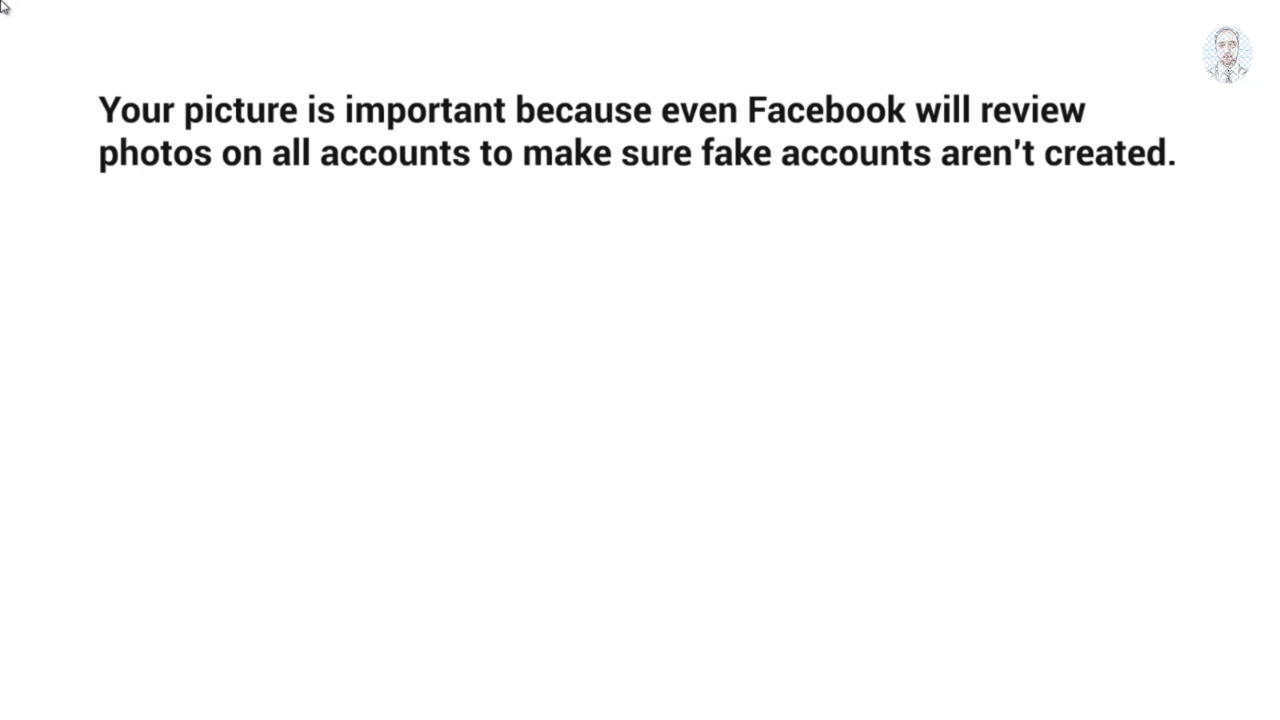 Your picture is important because even Facebook will review
photos on all accounts to make sure fake accounts aren't created.